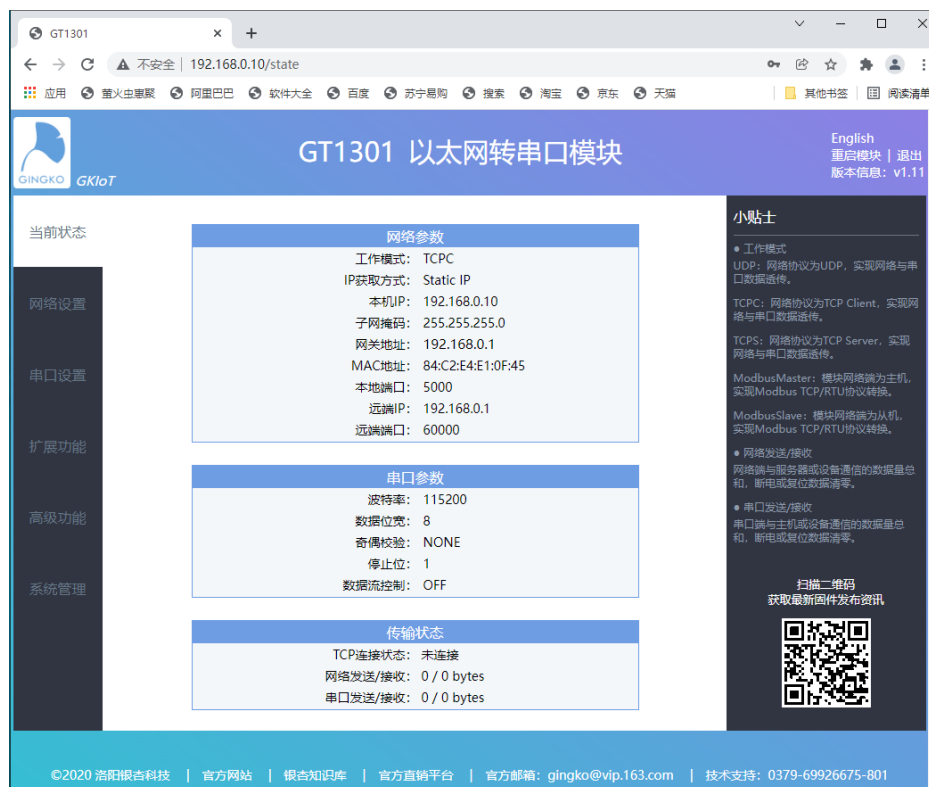 GT1301
不安全 | 192.168.0.10/state
应用 萤火虫惠聚 阿里巴巴 软件大全 百度 苏宁易购 搜索 淘宝 京东 天猫 其他书签 阅读清单
GINGKO GKIoT
GT1301 以太网转串口模块
English
重启模块 | 退出
版本信息：v1.11
当前状态
网络设置
串口设置
扩展功能
高级功能
系统管理
网络参数
工作模式： TCPC
IP获取方式： Static IP
本机IP： 192.168.0.10
子网掩码： 255.255.255.0
网关地址： 192.168.0.1
MAC地址： 84:C2:E4:E1:0F:45
本地端口： 5000
远端IP： 192.168.0.1
远端端口： 60000
串口参数
波特率： 115200
数据位宽： 8
奇偶校验： NONE
停止位： 1
数据流控制： OFF
传输状态
TCP连接状态： 未连接
网络发送/接收： 0 / 0 bytes
串口发送/接收： 0 / 0 bytes
小贴士
● 工作模式
UDP：网络协议为UDP，实现网络与串
口数据透传。
TCPC：网络协议为TCP Client，实现网
络与串口数据透传。
TCPS：网络协议为TCP Server，实现
网络与串口数据透传。
ModbusMaster：模块网络端为主机，
实现Modbus TCP/RTU协议转换。
ModbusSlave：模块网络端为从机，
实现Modbus TCP/RTU协议转换。
● 网络发送/接收
网络端与服务器或设备通信的数据量总
和，断电或复位数据清零。
● 串口发送/接收
串口端与主机或设备通信的数据量总
和，断电或复位数据清零。
扫描二维码
获取最新固件发布资讯
©2020 洛阳银杏科技 | 官方网站 | 银杏知识库 | 官方直销平台 | 官方邮箱：gingko@vip.163.com | 技术支持：0379-69926675-801